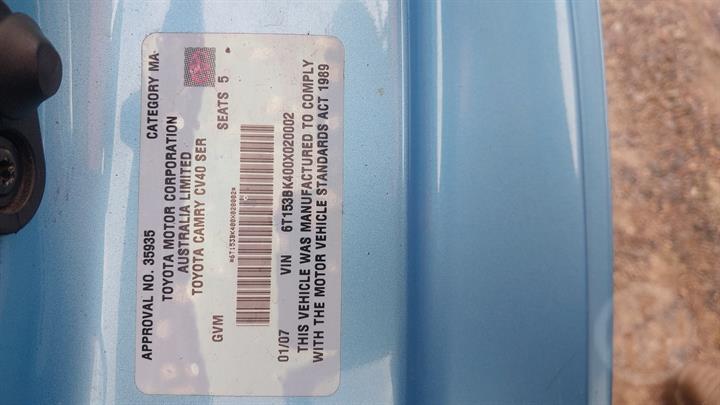 APPROVAL NO. 35935 CATEGORY MA
TOYOTA MOTOR CORPORATION
AUSTRALIA LIMITED
TOYOTA CAMRY CV40 SER
GVM SEATS 5
*6T153BK400X020002*
01/07 VIN 6T153BK400X020002
THIS VEHICLE WAS MANUFACTURED TO COMPLY
WITH THE MOTOR VEHICLE STANDARDS ACT 1989